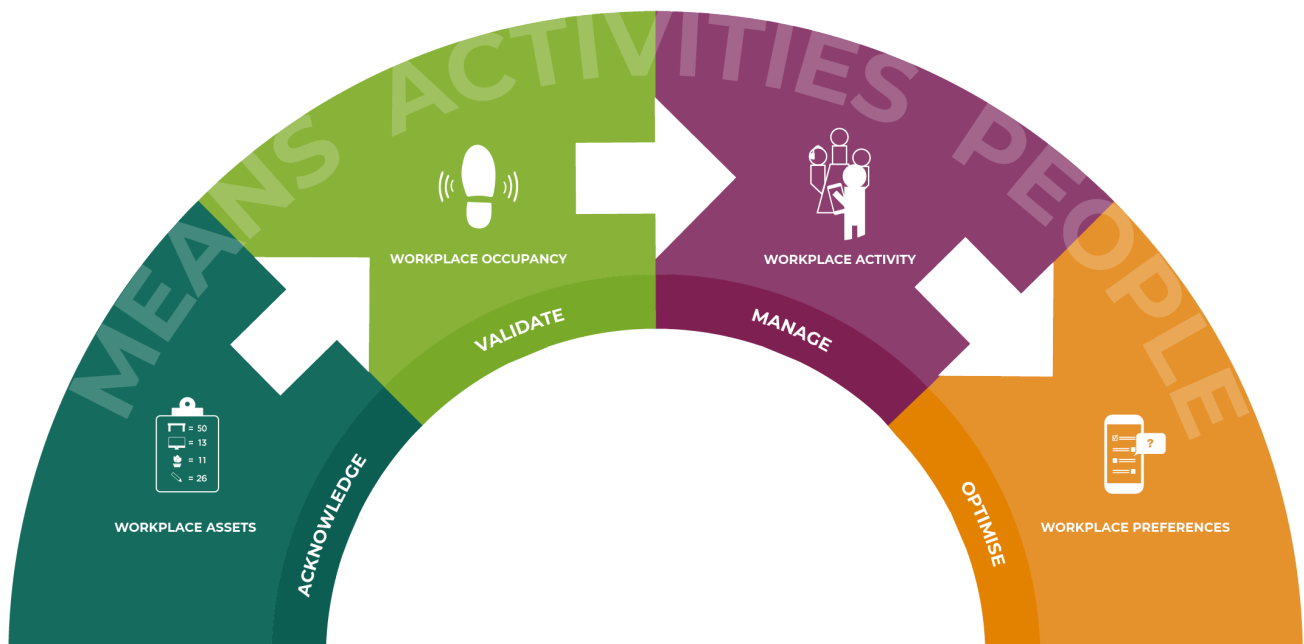 MEANS ACTIVITIES PEOPLE
= 50
= 13
= 11
= 26
WORKPLACE ASSETS
ACKNOWLEDGE
WORKPLACE OCCUPANCY
VALIDATE
WORKPLACE ACTIVITY
MANAGE
?
WORKPLACE PREFERENCES
OPTIMISE